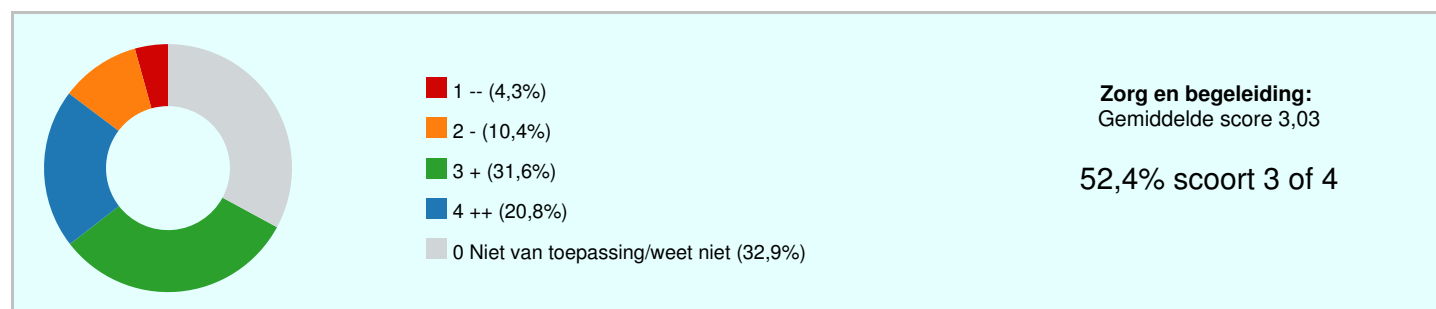 1 -- (4,3%)
2 - (10,4%)
3 + (31,6%)
4 ++ (20,8%)
0 Niet van toepassing/weet niet (32,9%)
Zorg en begeleiding:
Gemiddelde score 3,03
52,4% scoort 3 of 4